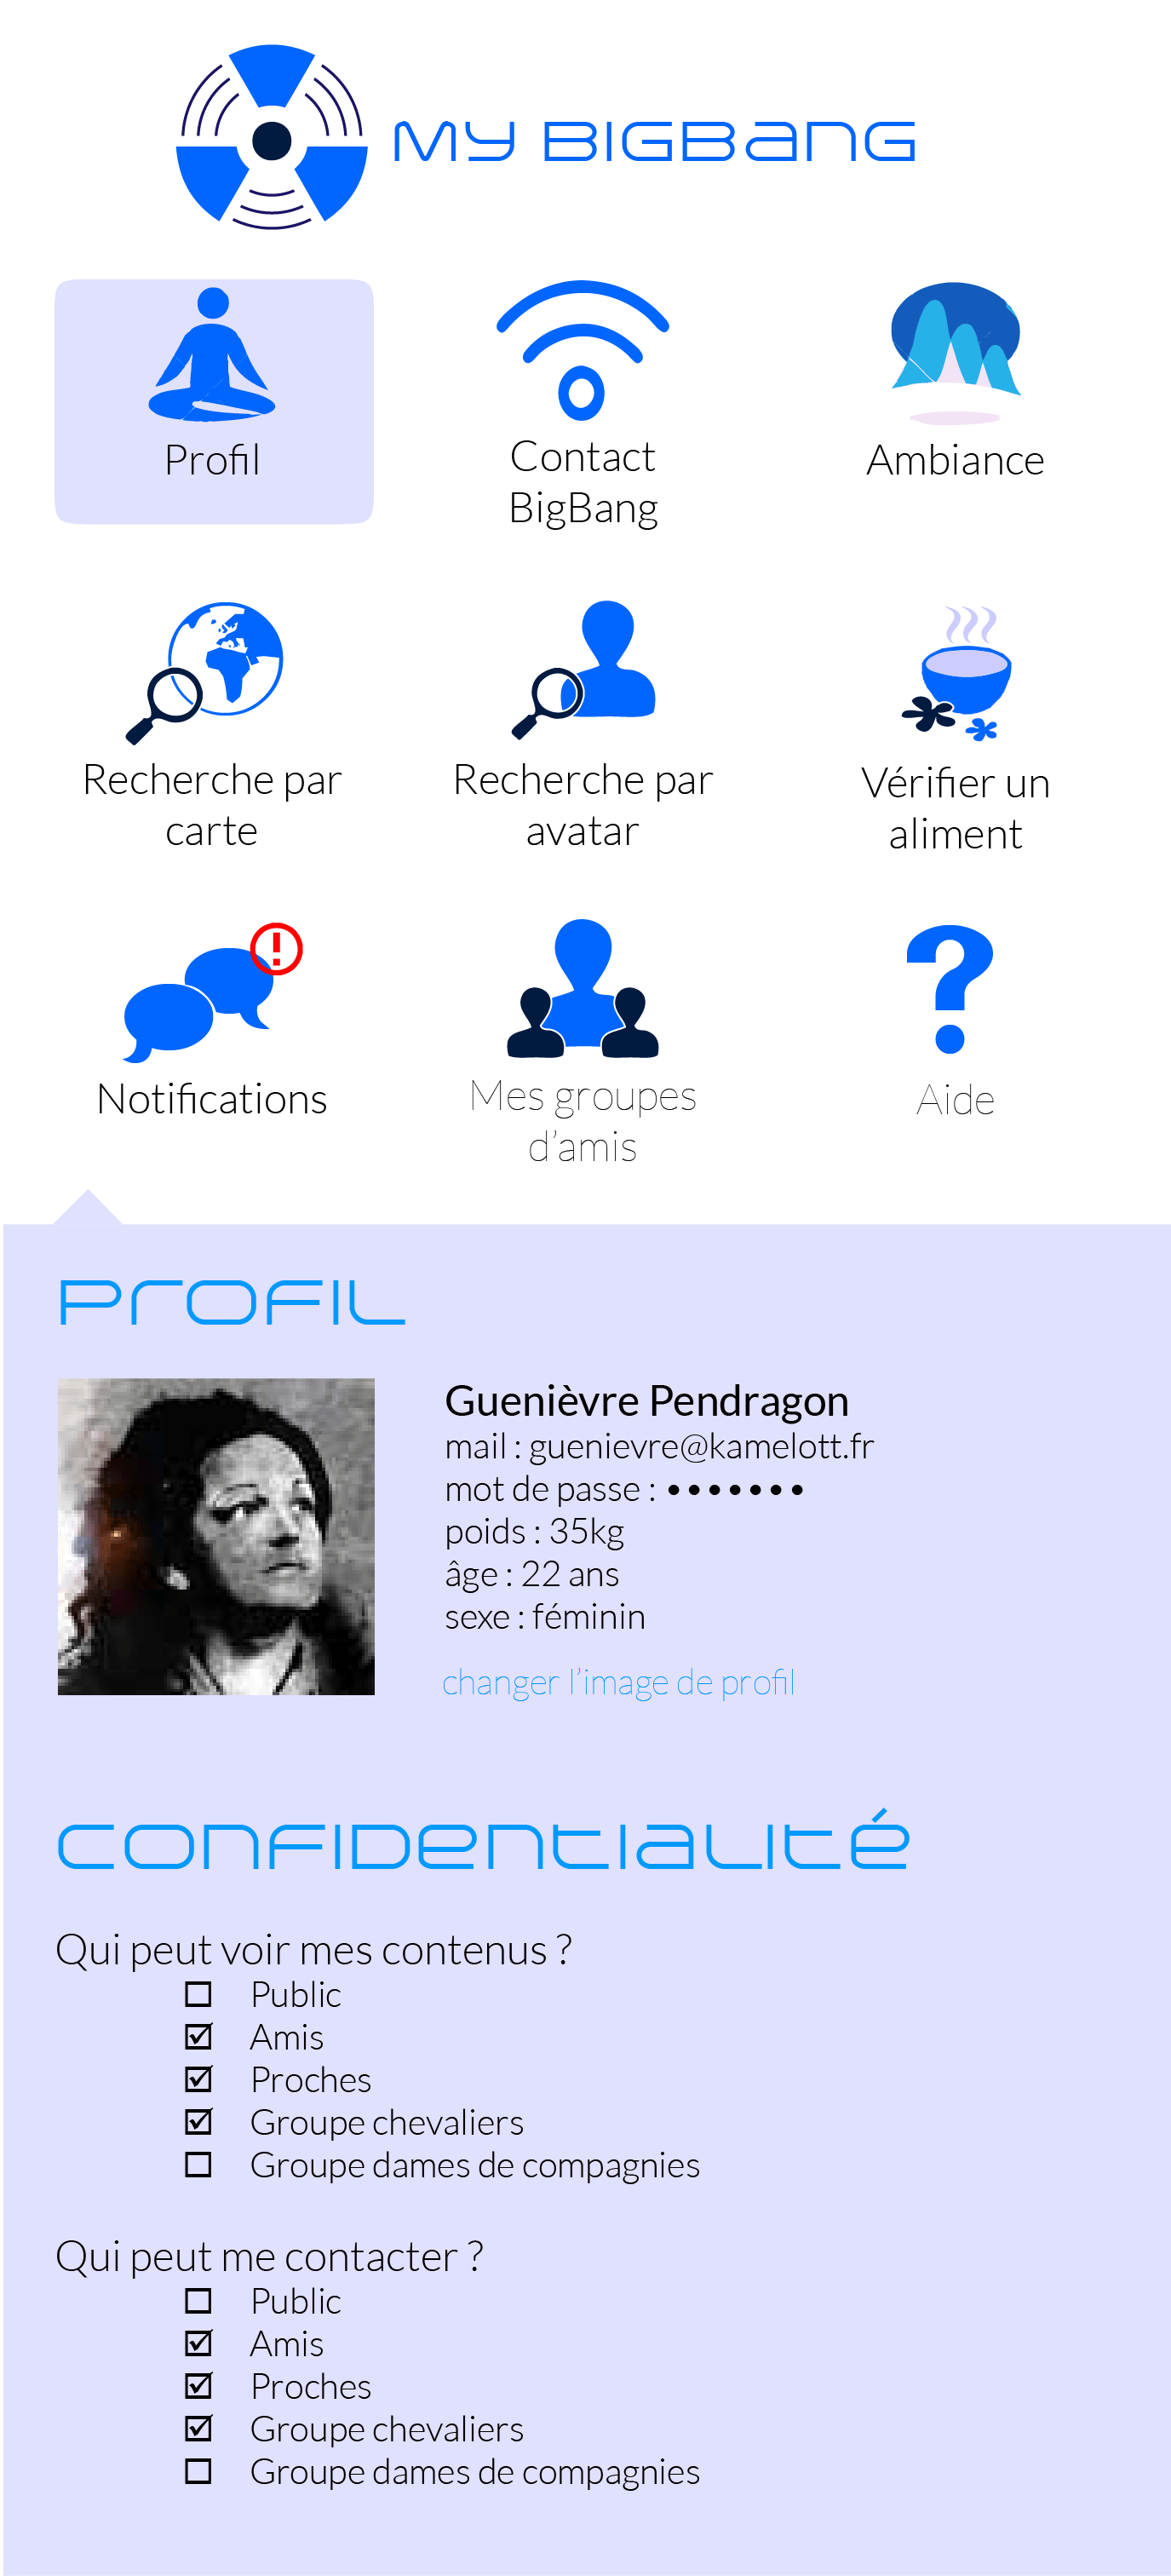 MY BIGBANG
Profil
Contact
BigBang
Ambiance
Recherche par
carte
Recherche par
avatar
Vérifier un
aliment
Notifications
Mes groupes
d’amis
Aide
Profil
Guenièvre Pendragon
mail : guenievre@kamelott.fr
mot de passe : •••••••
poids : 35kg
âge : 22 ans
sexe : féminin
changer l’image de profil
Confidentialité
Qui peut voir mes contenus ?
☐ Public
☑ Amis
☑ Proches
☑ Groupe chevaliers
☐ Groupe dames de compagnies
Qui peut me contacter ?
☐ Public
☑ Amis
☑ Proches
☑ Groupe chevaliers
☐ Groupe dames de compagnies